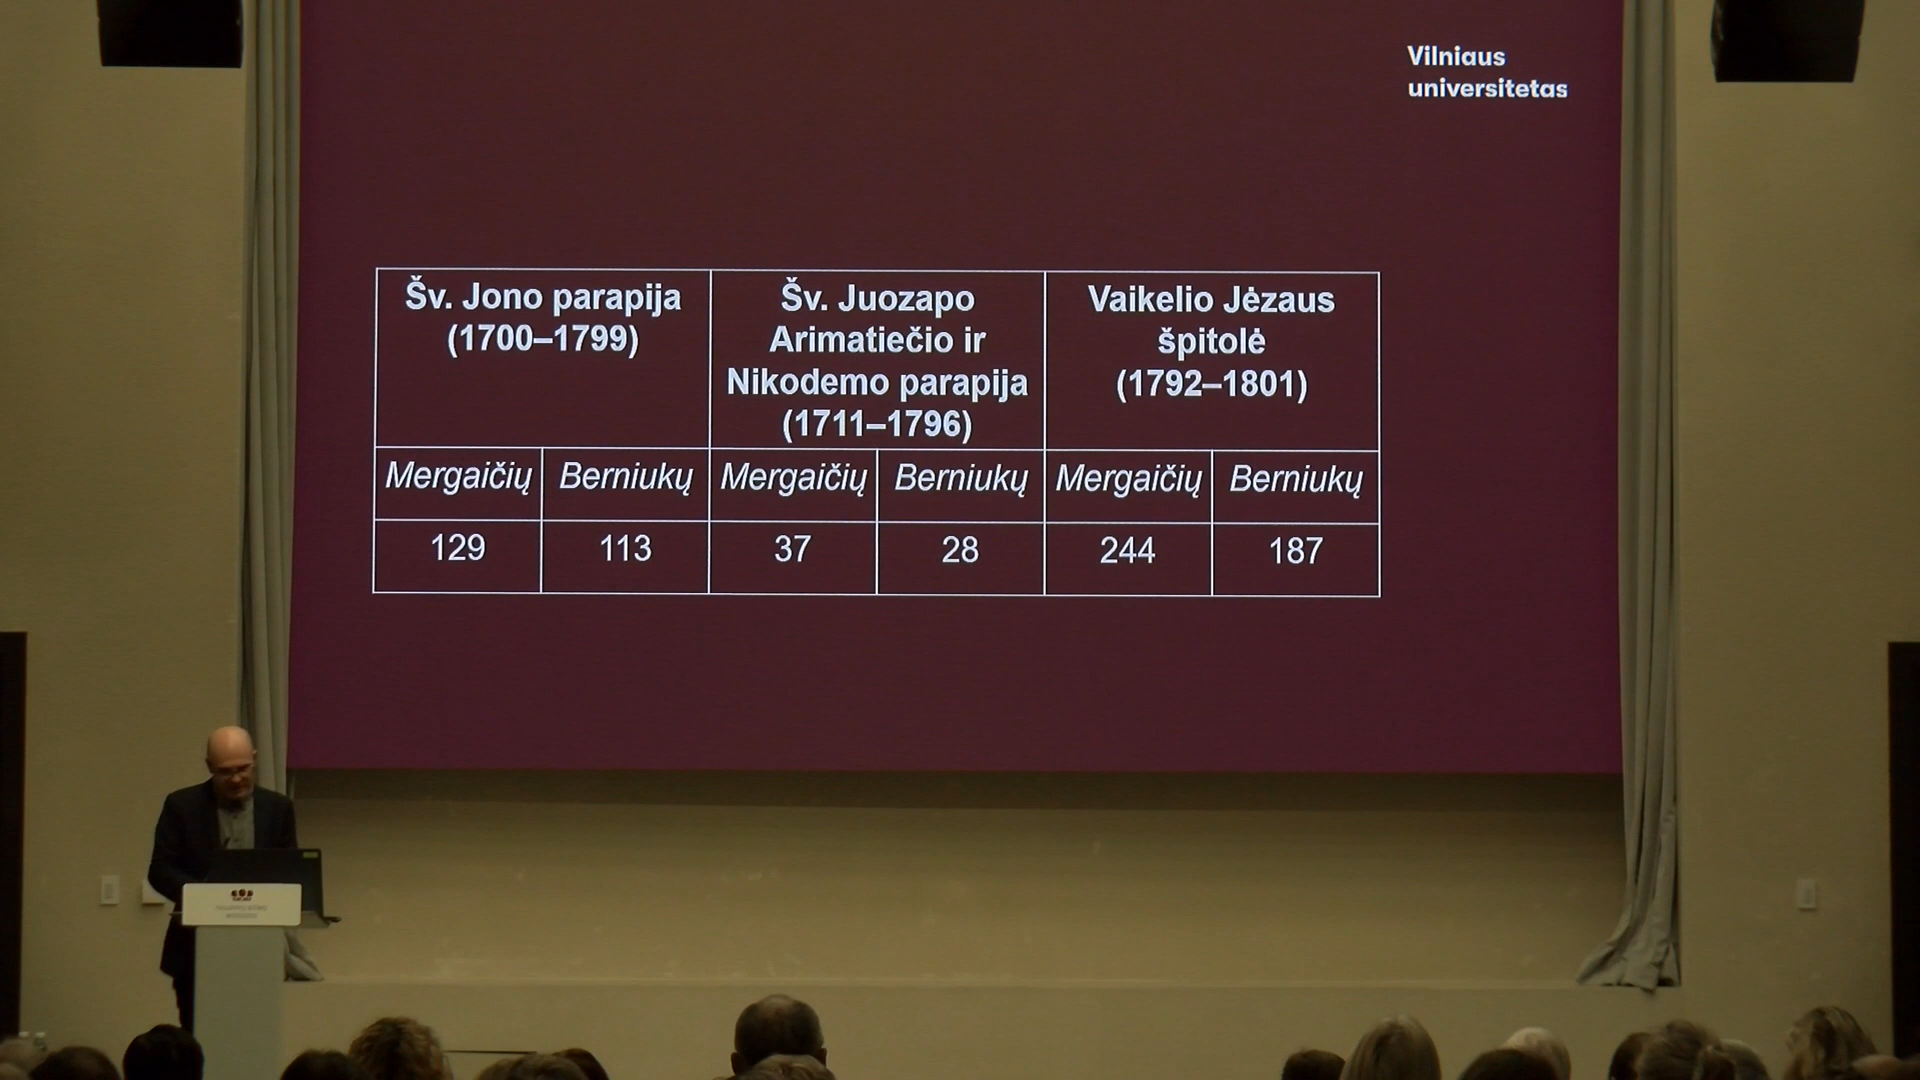 Vilniaus
universitetas
Šv. Jono parapija
(1700–1799)
Šv. Juozapo
Arimatiečio ir
Nikodemo parapija
(1711–1796)
Vaikelio Jėzaus
špitolė
(1792–1801)
Mergaičių Berniukų Mergaičių Berniukų Mergaičių Berniukų
129 113 37 28 244 187